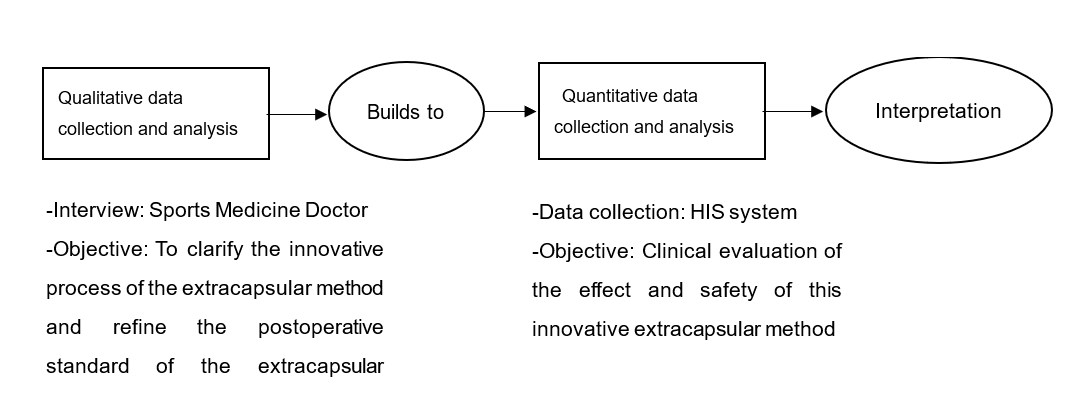 Qualitative data
collection and analysis
Builds to
Quantitative data
collection and analysis
Interpretation
-Interview: Sports Medicine Doctor
-Objective: To clarify the innovative
process of the extracapsular method
and refine the postoperative
standard of the extracapsular
-Data collection: HIS system
-Objective: Clinical evaluation of
the effect and safety of this
innovative extracapsular method